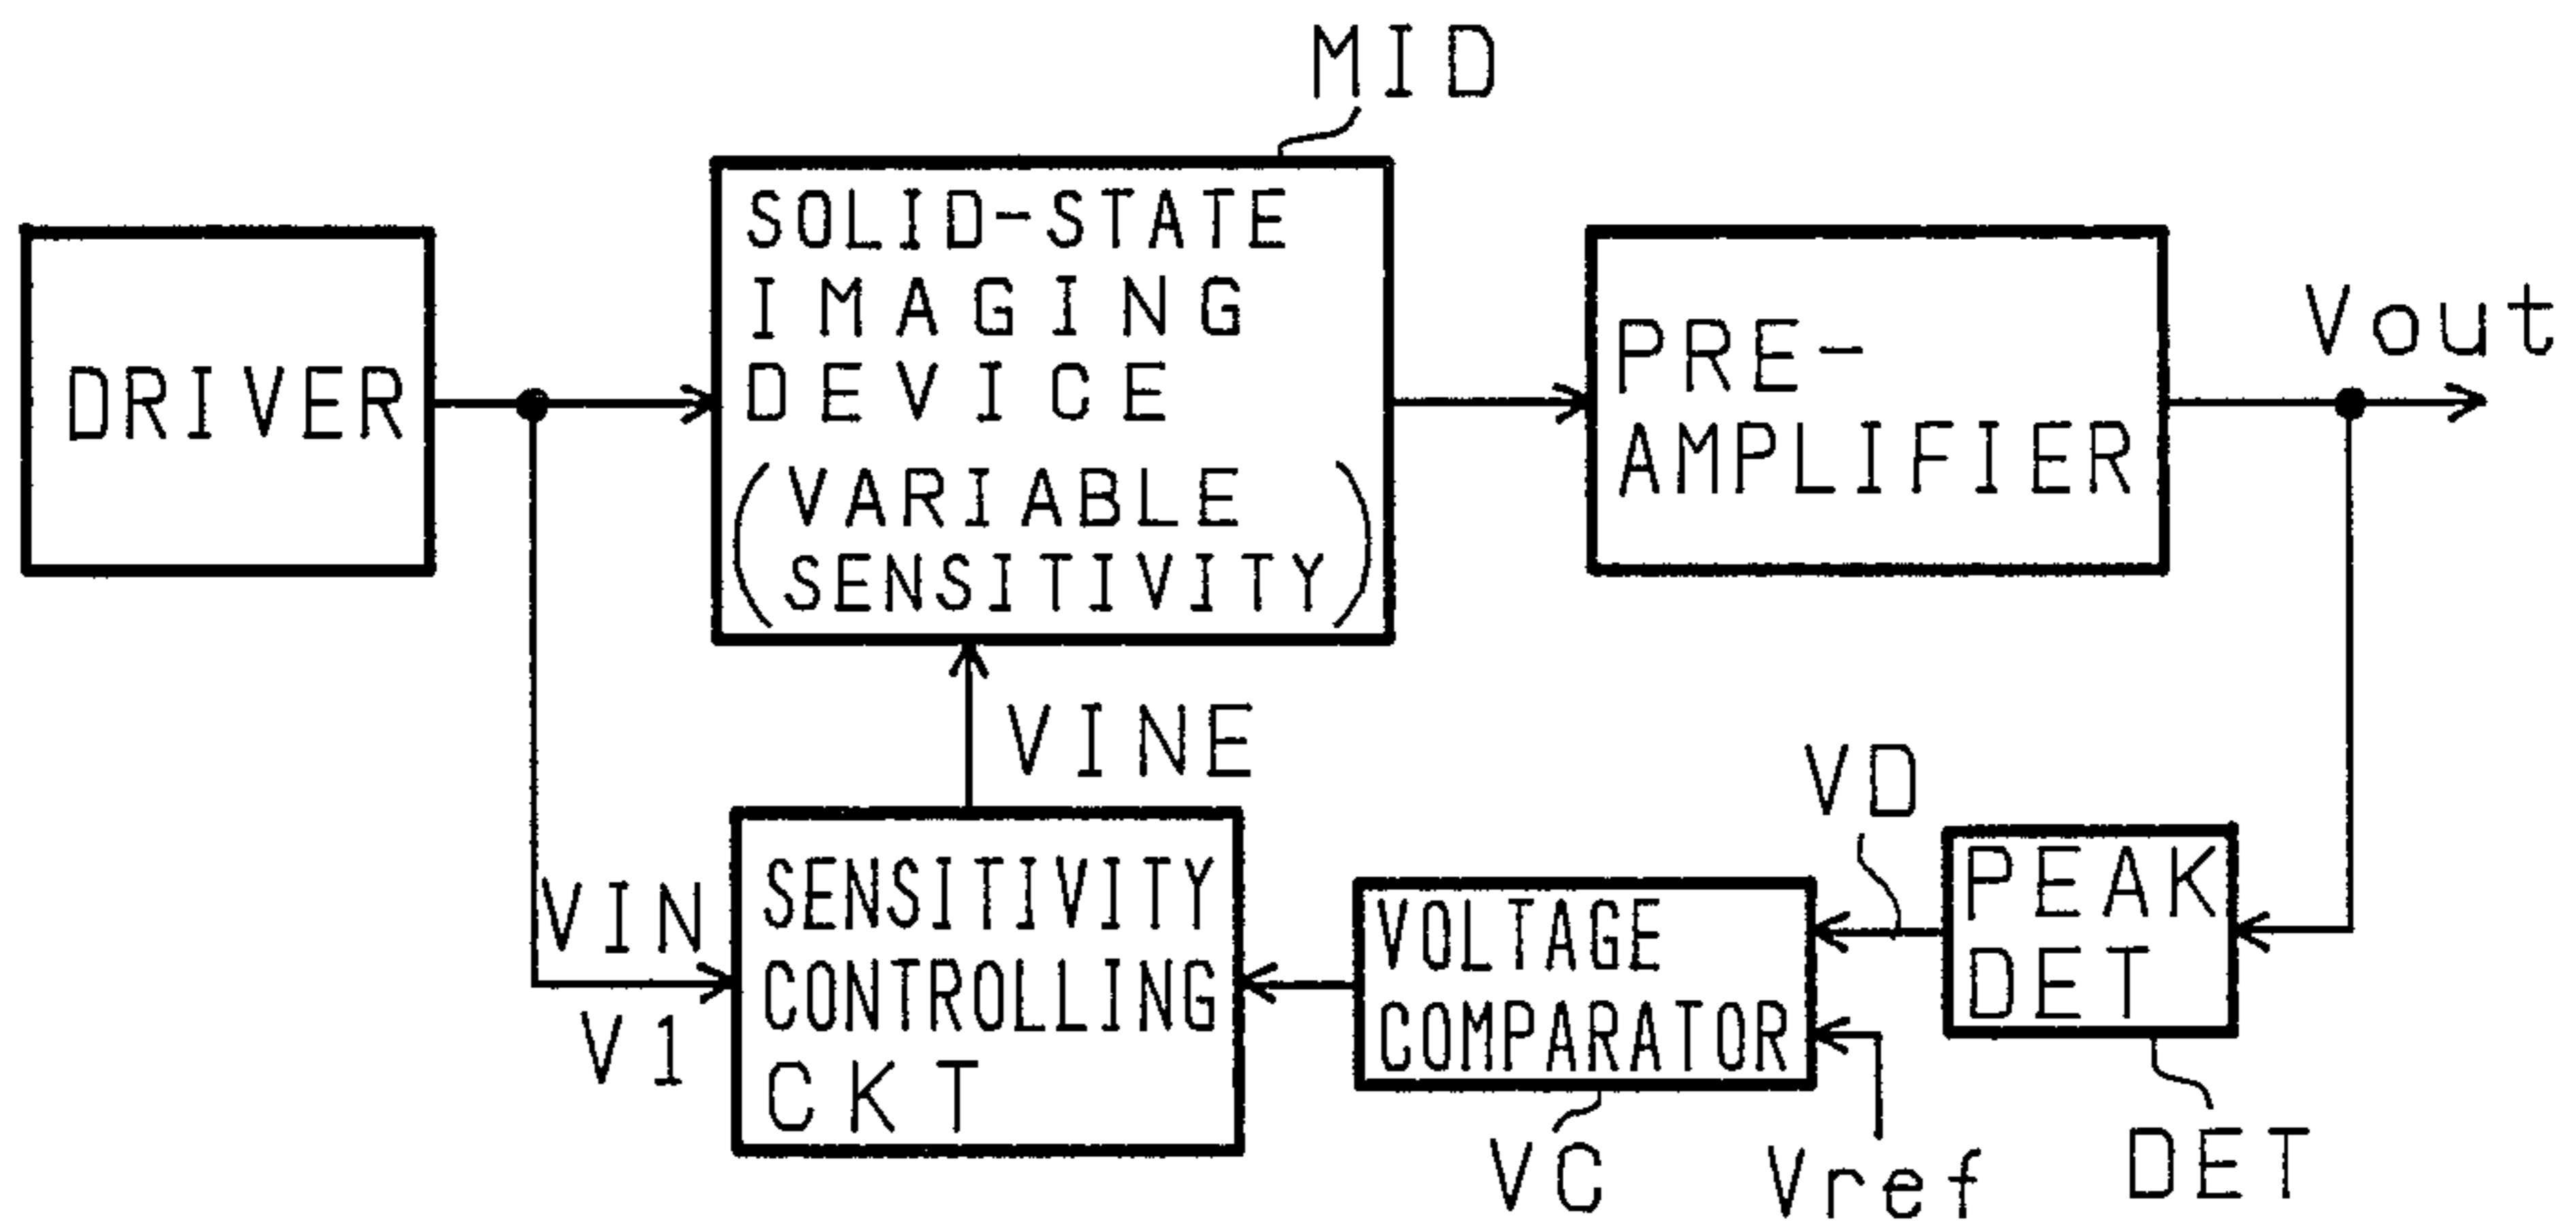 MID
SOLID-STATE
IMAGING
DEVICE
(VARIABLE
SENSITIVITY)
DRIVER
PRE-
AMPLIFIER
Vout
VINE
VD
PEAK
DET
VIN
V1
SENSITIVITY
CONTROLLING
CKT
VOLTAGE
COMPARATOR
VC
Vref
DET